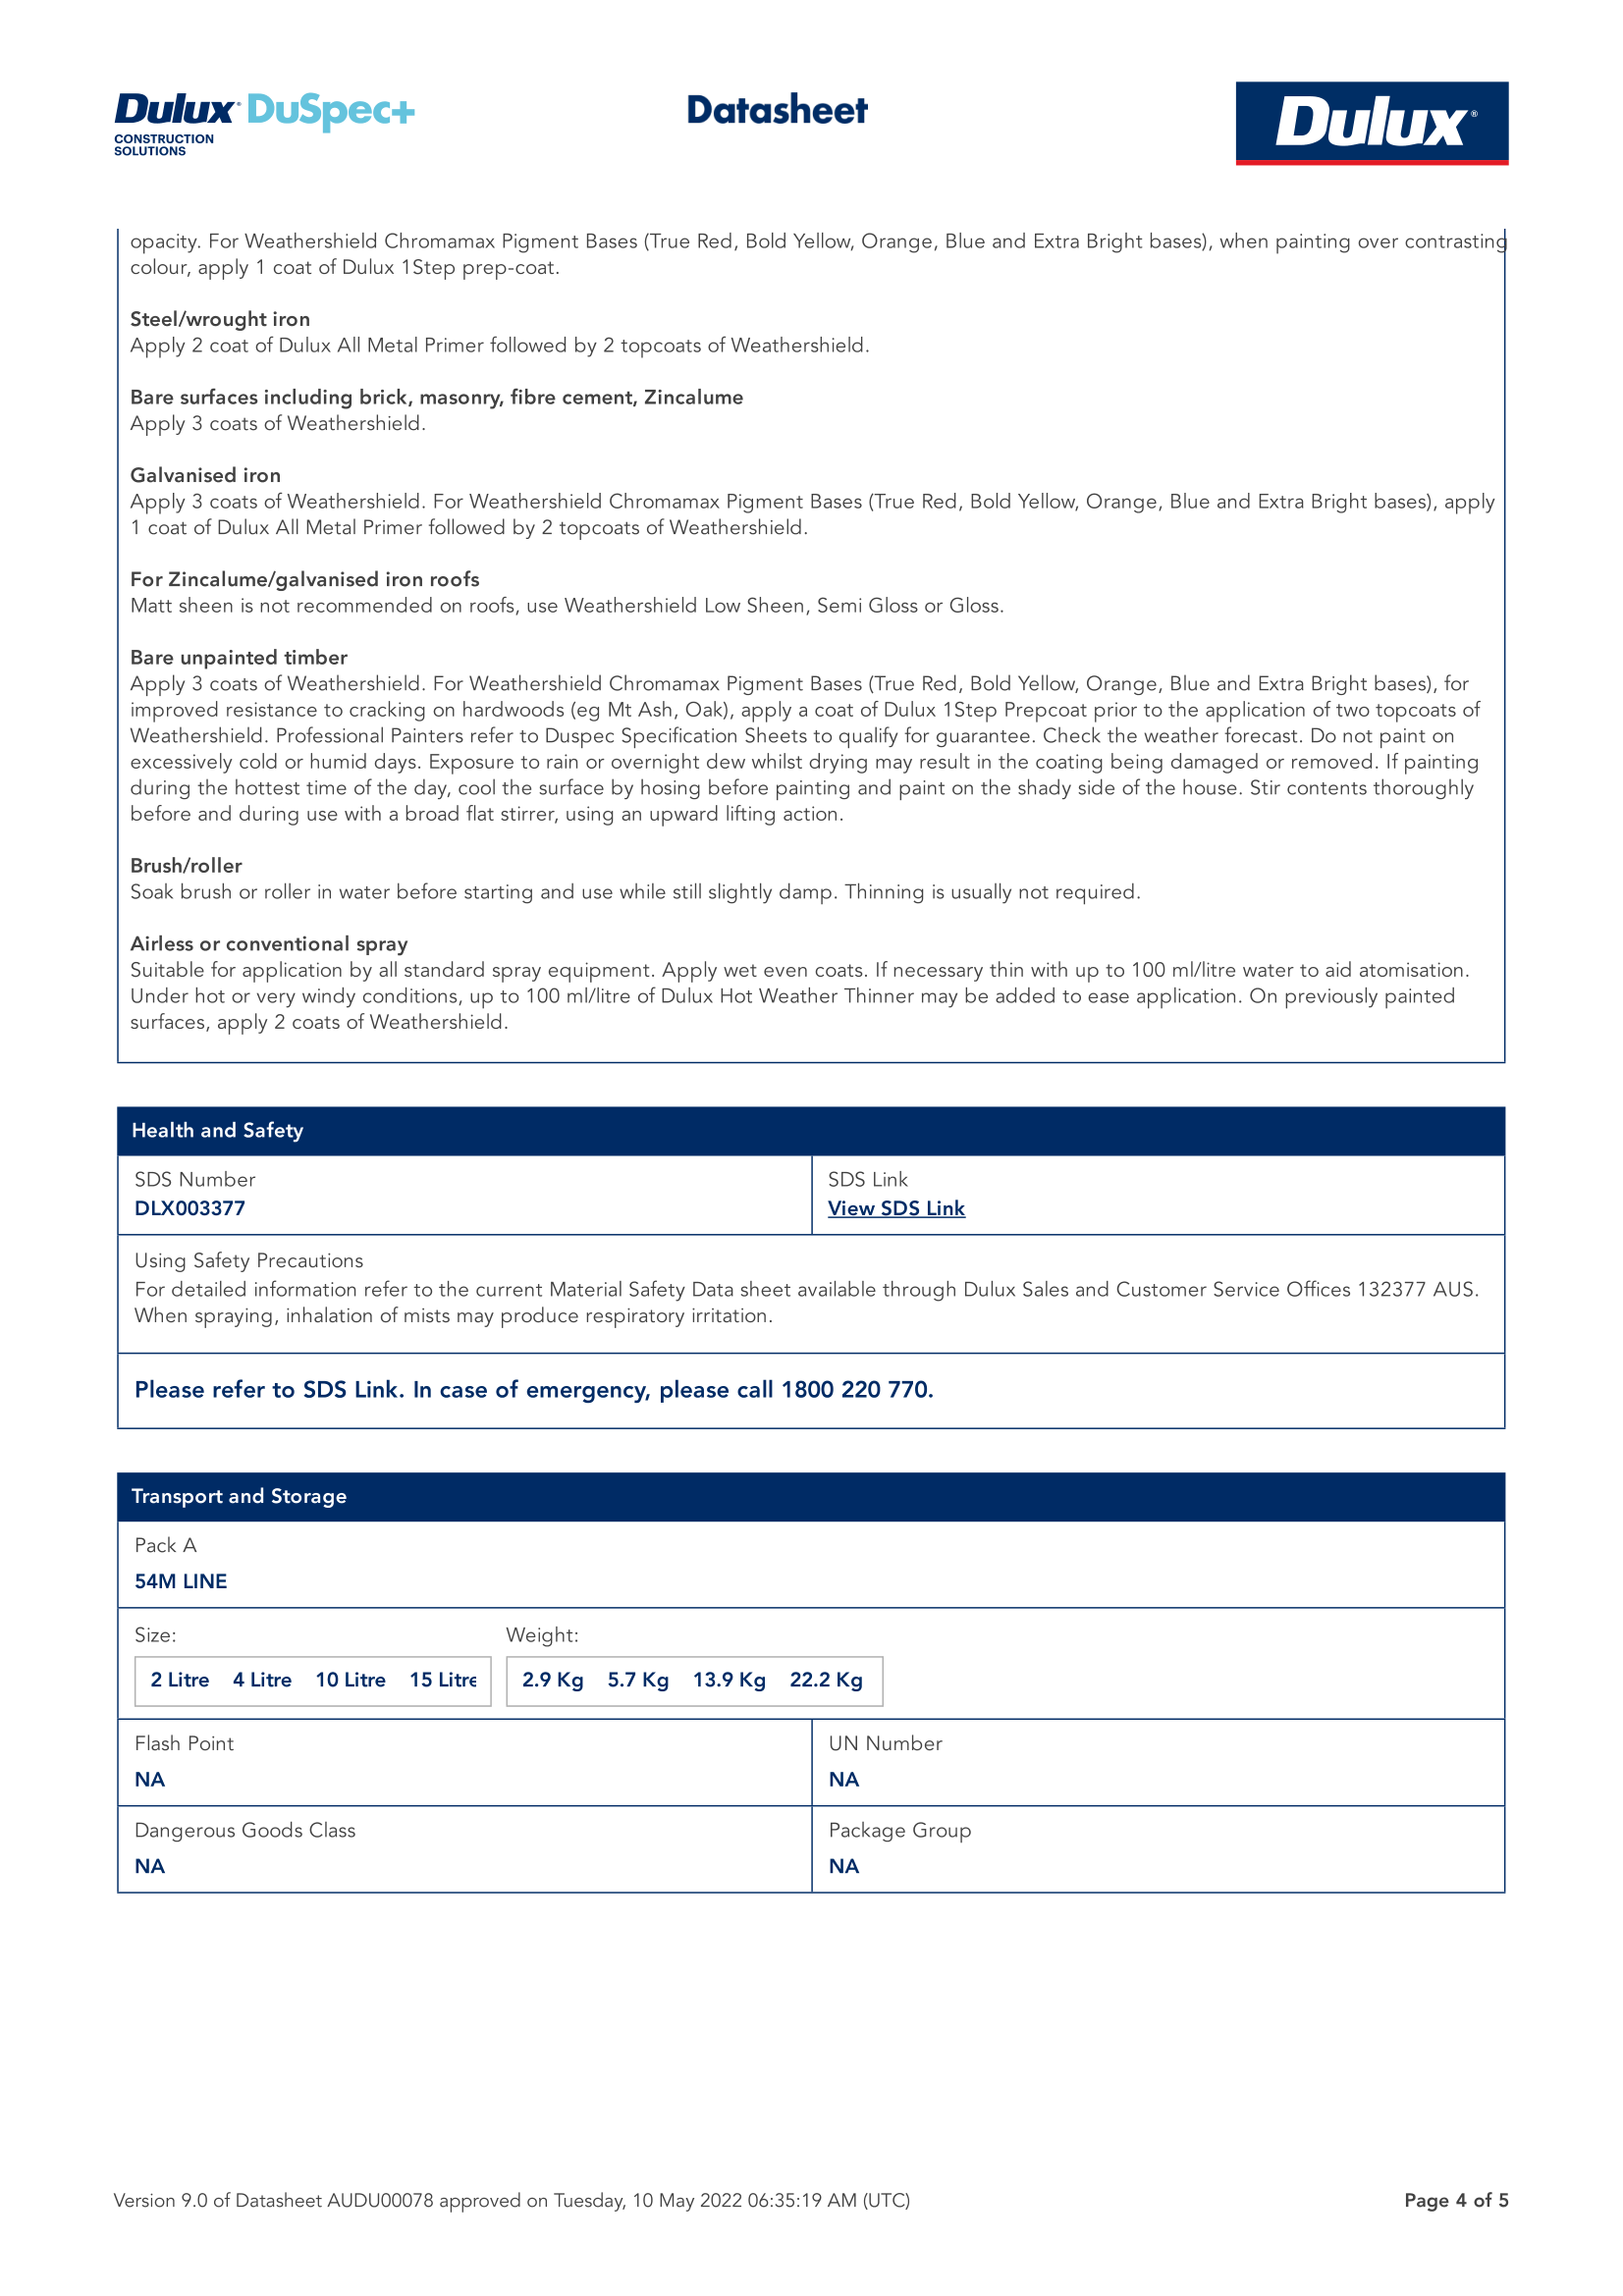 Dulux® DuSpec+
CONSTRUCTION
SOLUTIONS
Datasheet
Dulux®
opacity. For Weathershield Chromamax Pigment Bases (True Red, Bold Yellow, Orange, Blue and Extra Bright bases), when painting over contrasting
colour, apply 1 coat of Dulux 1Step prep-coat.
Steel/wrought iron
Apply 2 coat of Dulux All Metal Primer followed by 2 topcoats of Weathershield.
Bare surfaces including brick, masonry, fibre cement, Zincalume
Apply 3 coats of Weathershield.
Galvanised iron
Apply 3 coats of Weathershield. For Weathershield Chromamax Pigment Bases (True Red, Bold Yellow, Orange, Blue and Extra Bright bases), apply
1 coat of Dulux All Metal Primer followed by 2 topcoats of Weathershield.
For Zincalume/galvanised iron roofs
Matt sheen is not recommended on roofs, use Weathershield Low Sheen, Semi Gloss or Gloss.
Bare unpainted timber
Apply 3 coats of Weathershield. For Weathershield Chromamax Pigment Bases (True Red, Bold Yellow, Orange, Blue and Extra Bright bases), for
improved resistance to cracking on hardwoods (eg Mt Ash, Oak), apply a coat of Dulux 1Step Prepcoat prior to the application of two topcoats of
Weathershield. Professional Painters refer to Duspec Specification Sheets to qualify for guarantee. Check the weather forecast. Do not paint on
excessively cold or humid days. Exposure to rain or overnight dew whilst drying may result in the coating being damaged or removed. If painting
during the hottest time of the day, cool the surface by hosing before painting and paint on the shady side of the house. Stir contents thoroughly
before and during use with a broad flat stirrer, using an upward lifting action.
Brush/roller
Soak brush or roller in water before starting and use while still slightly damp. Thinning is usually not required.
Airless or conventional spray
Suitable for application by all standard spray equipment. Apply wet even coats. If necessary thin with up to 100 ml/litre water to aid atomisation.
Under hot or very windy conditions, up to 100 ml/litre of Dulux Hot Weather Thinner may be added to ease application. On previously painted
surfaces, apply 2 coats of Weathershield.
Health and Safety
SDS Number
DLX003377
SDS Link
View SDS Link
Using Safety Precautions
For detailed information refer to the current Material Safety Data sheet available through Dulux Sales and Customer Service Offices 132377 AUS.
When spraying, inhalation of mists may produce respiratory irritation.
Please refer to SDS Link. In case of emergency, please call 1800 220 770.
Transport and Storage
Pack A
54M LINE
Size:
2 Litre 4 Litre 10 Litre 15 Litre
Weight:
2.9 Kg 5.7 Kg 13.9 Kg 22.2 Kg
Flash Point
NA
UN Number
NA
Dangerous Goods Class
NA
Package Group
NA
Version 9.0 of Datasheet AUDU00078 approved on Tuesday, 10 May 2022 06:35:19 AM (UTC)
Page 4 of 5